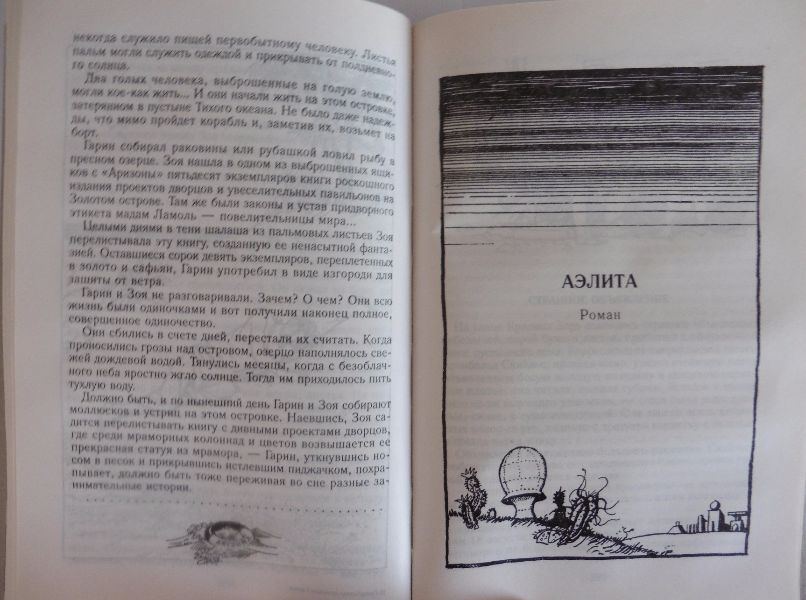 некогда служило пищей первобытному человеку. Листья
пальм могли служить одеждой и прикрывать от полдневно-
го солнца.
Два голых человека, выброшенные на голую землю,
могли кое-как жить... И они начали жить на этом островке,
затерянном в пустыне Тихого океана. Не было даже надеж-
ды, что мимо пройдет корабль и, заметив их, возьмет на
борт.
Гарин собирал раковины или рубашкой ловил рыбу в
пресном озерце. Зоя нашла в одном из выброшенных ящи-
ков с «Аризоны» пятьдесят экземпляров книги роскошного
издания проектов дворцов и увеселительных павильонов на
Золотом острове. Там же были законы и устав придворного
этикета мадам Ламоль — повелительницы мира...
Целыми диями в тени шалаша из пальмовых листьев Зоя
перелистывала эту книгу, созданную ее ненасытной фанта-
зией. Оставшиеся сорок девять экземпляров, переплетенных
в золото и сафьян, Гарин употребил в виде изгороди для
защиты от ветра.
Гарин и Зоя не разговаривали. Зачем? О чем? Они всю
жизнь были одиночками и вот получили наконец полное,
совершенное одиночество.
Они сбились в счете дней, перестали их считать. Когда
проносились грозы над островом, озерцо наполнялось све-
жей дождевой водой. Тянулись месяцы, когда с безоблач-
ного неба яростно жгло солнце. Тогда им приходилось пить
тухлую воду.
Должно быть, и по нынешний день Гарин и Зоя собирают
моллюсков и устриц на этом островке. Наевшись, Зоя са-
дится перелистывать книгу с дивными проектами дворцов,
где среди мраморных колоннад и цветов возвышается ее
прекрасная статуя из мрамора, — Гарин, уткнувшись но-
сом в песок и прикрывшись истлевшим пиджачком, похра-
пывает, должно быть тоже переживая во сне разные за-
нимательные истории.
АЭЛИТА
Роман